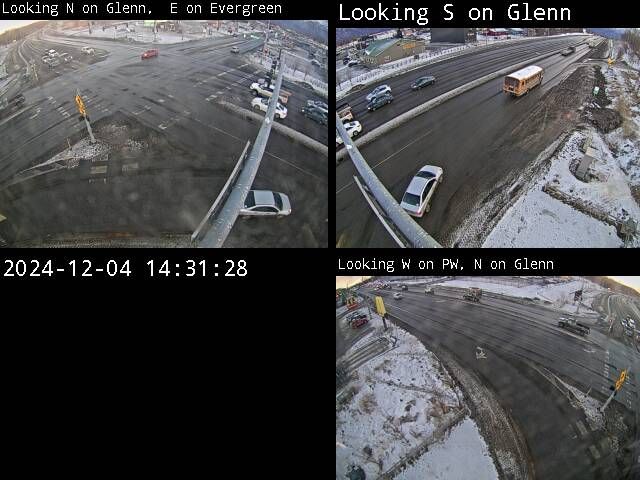 Looking N on Glenn,  E on Evergreen
Looking S on Glenn
2024-12-04 14:31:28
Looking W on PW, N on Glenn